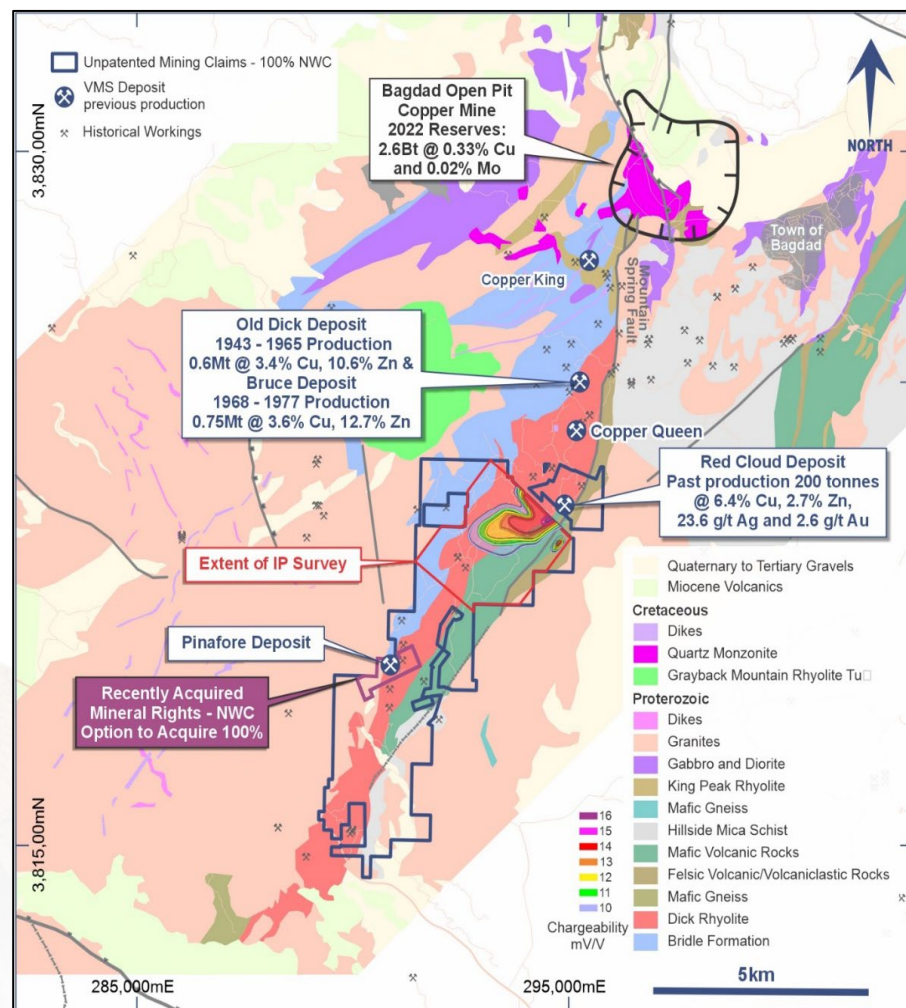 Unpatented Mining Claims - 100% NWC
VMS Deposit
previous production
Historical Workings
Bagdad Open Pit
Copper Mine
2022 Reserves:
2.6Bt @ 0.33% Cu
and 0.02% Mo
NORTH
3,830,000mN
Town of
Bagdad
Copper King
Mountain
Spring Fault
Old Dick Deposit
1943 - 1965 Production
0.6Mt @ 3.4% Cu, 10.6% Zn &
Bruce Deposit
1968 - 1977 Production
0.75Mt @ 3.6% Cu, 12.7% Zn
Copper Queen
Red Cloud Deposit
Past production 200 tonnes
@ 6.4% Cu, 2.7% Zn,
23.6 g/t Ag and 2.6 g/t Au
Extent of IP Survey
Pinafore Deposit
Recently Acquired
Mineral Rights - NWC
Option to Acquire 100%
Quaternary to Tertiary Gravels
Miocene Volcanics
Cretaceous
Dikes
Quartz Monzonite
Grayback Mountain Rhyolite Tu□
Proterozoic
Dikes
Granites
Gabbro and Diorite
King Peak Rhyolite
Mafic Gneiss
Hillside Mica Schist
Mafic Volcanic Rocks
Felsic Volcanic/Volcaniclastic Rocks
Mafic Gneiss
Dick Rhyolite
Bridle Formation
16
15
14
13
12
11
10
Chargeability
mV/V
3,815,00mN
285,000mE
295,000mE
5km